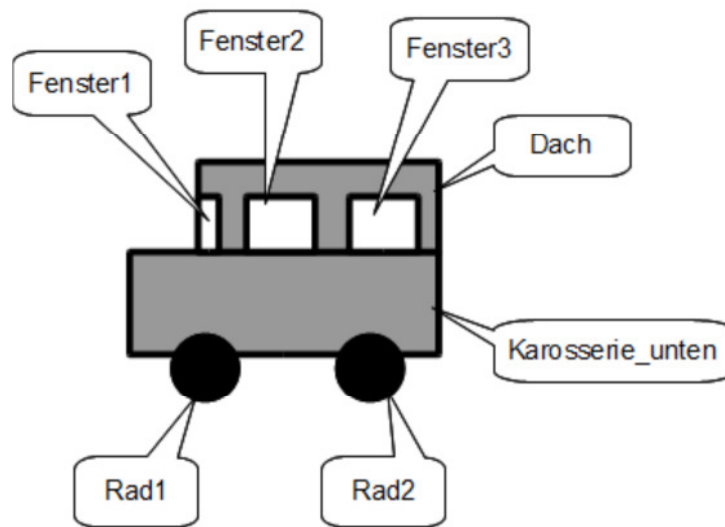 Fenster2
Fenster3
Fenster1
Dach
Karosserie_unten
Rad1
Rad2